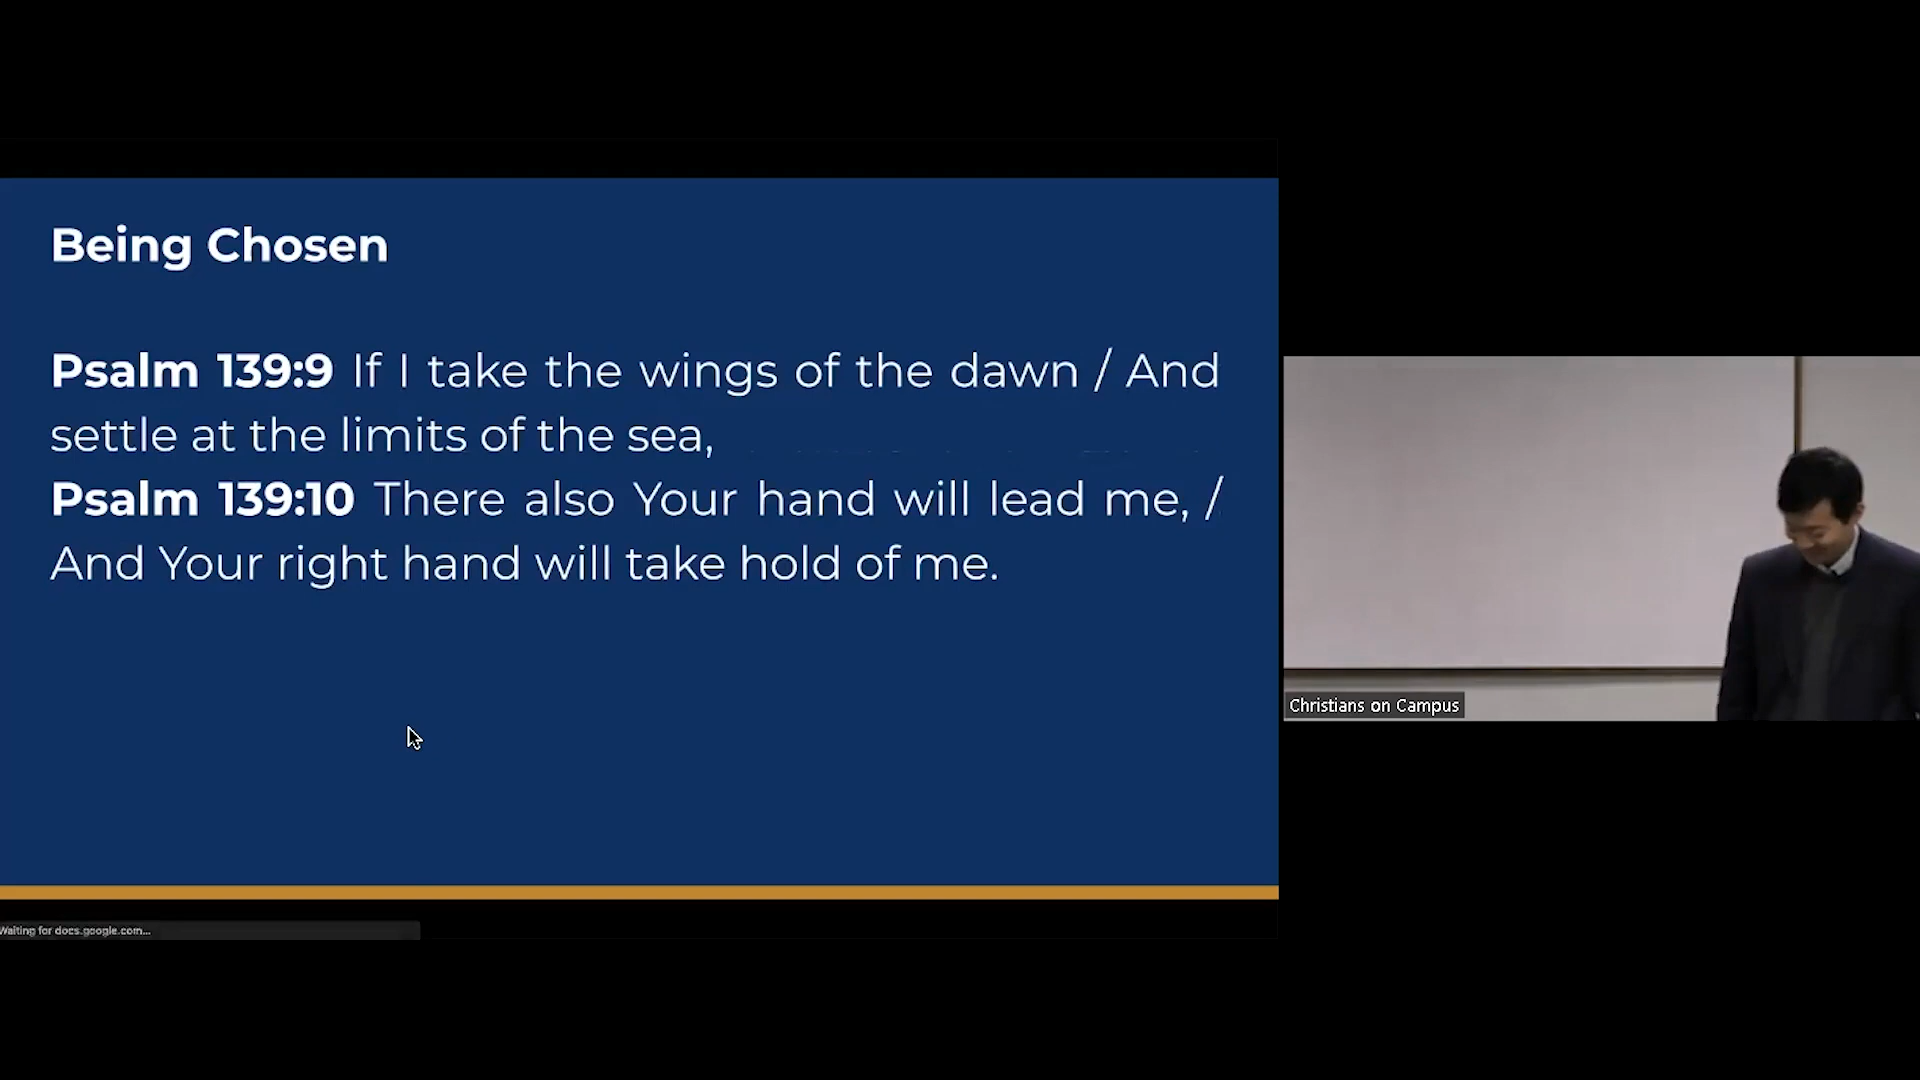 Being Chosen
Psalm 139:9 If I take the wings of the dawn / And
settle at the limits of the sea,
Psalm 139:10 There also Your hand will lead me, /
And Your right hand will take hold of me.
Christians on Campus
Waiting for docs.google.com...